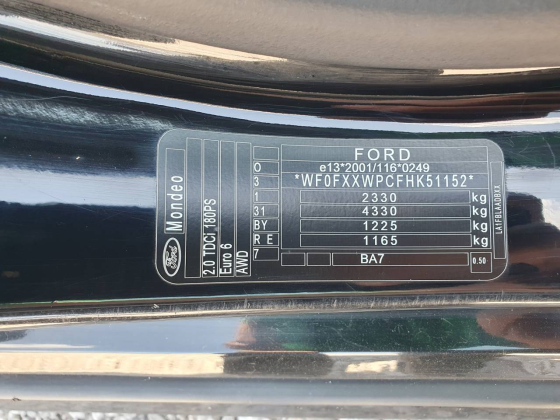 FORD
e13*2001/116*0249
*WF0FXXWPCFHK51152*
1 2330 kg
31 4330 kg
BY 1225 kg
RE 1165 kg
7 BA7 0.50
O
3
Mondeo
Ford
2.0 TDCi 180PS
Euro 6
AWD